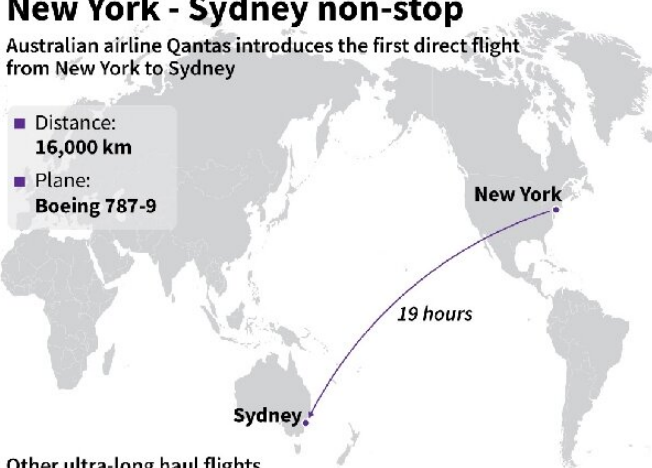 New York - Sydney non-stop
Australian airline Qantas introduces the first direct flight
from New York to Sydney
Distance:
16,000 km
Plane:
Boeing 787-9
New York
19 hours
Sydney
Other ultra-long haul flights